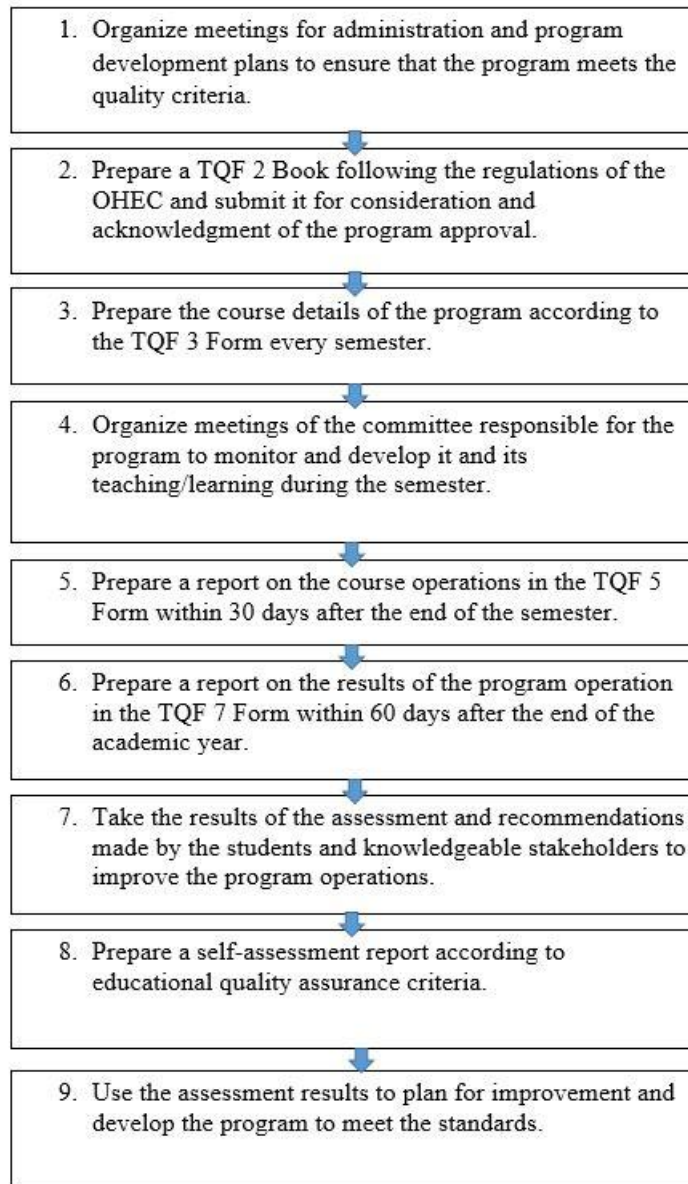 1. Organize meetings for administration and program
development plans to ensure that the program meets the
quality criteria.
2. Prepare a TQF 2 Book following the regulations of the
OHEC and submit it for consideration and
acknowledgment of the program approval.
3. Prepare the course details of the program according to
the TQF 3 Form every semester.
4. Organize meetings of the committee responsible for the
program to monitor and develop it and its
teaching/learning during the semester.
5. Prepare a report on the course operations in the TQF 5
Form within 30 days after the end of the semester.
6. Prepare a report on the results of the program operation
in the TQF 7 Form within 60 days after the end of the
academic year.
7. Take the results of the assessment and recommendations
made by the students and knowledgeable stakeholders to
improve the program operations.
8. Prepare a self-assessment report according to
educational quality assurance criteria.
9. Use the assessment results to plan for improvement and
develop the program to meet the standards.